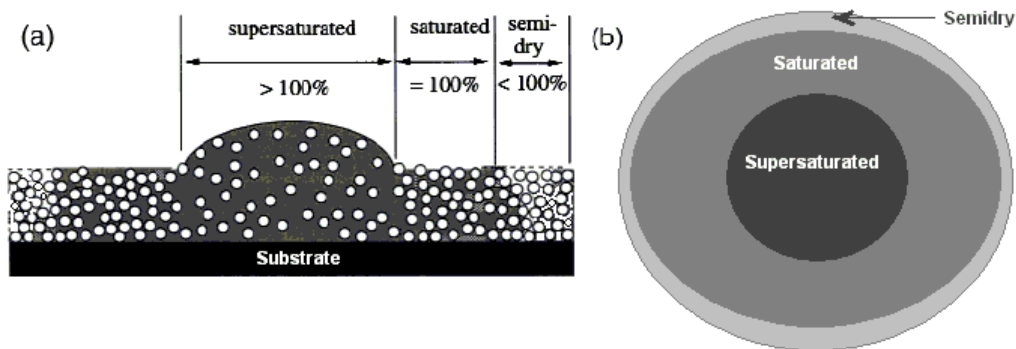 (a)
supersaturated
saturated
semi-
dry
> 100%
= 100%
< 100%
Substrate
(b)
Semidry
Saturated
Supersaturated